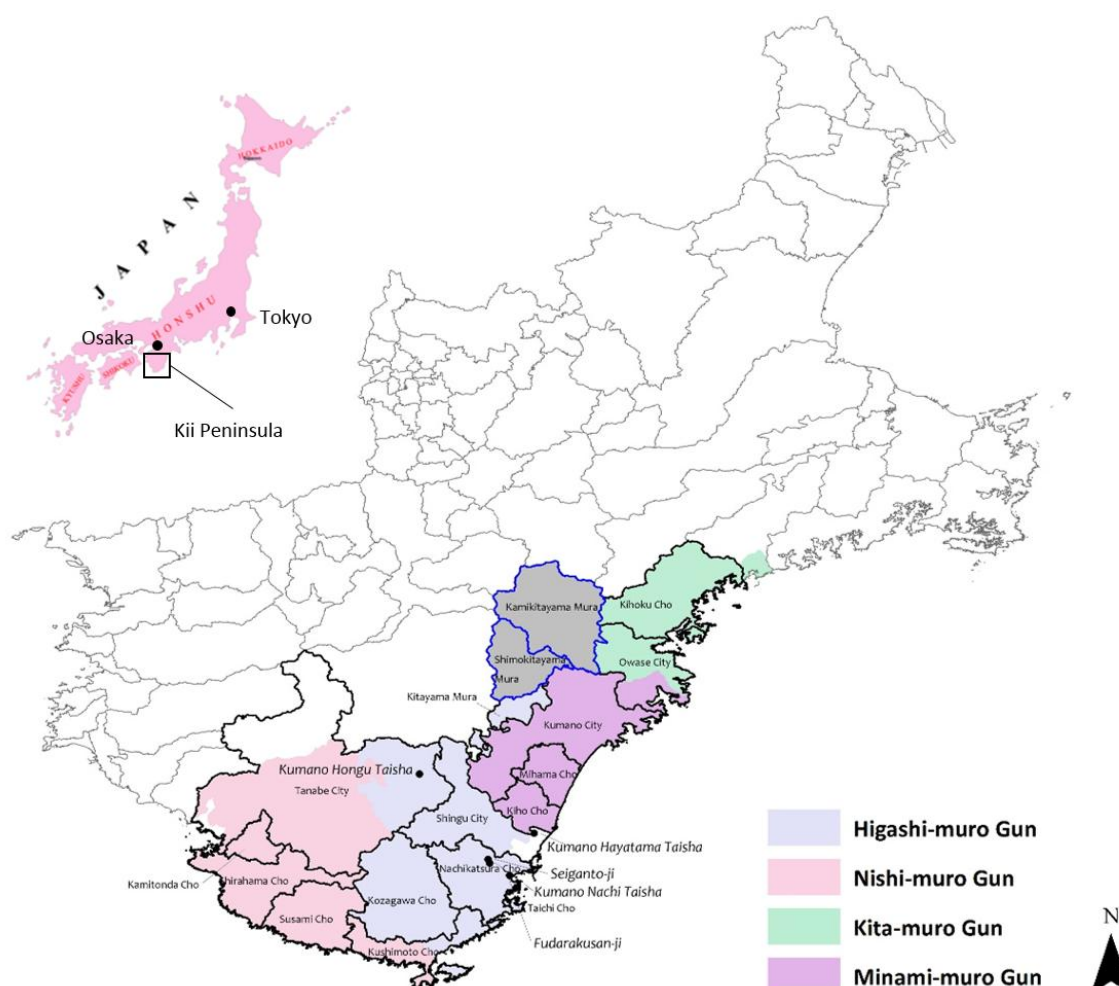 JAPAN
HOKKAIDO
HONSHU
Tokyo
Osaka
SHIKOKU
KYUSHU
Kii Peninsula
Kamikitayama Mura
Kihoku Cho
Shimokitayama
Mura
Owase City
Kitayama Mura
Kumano City
Kumano Hongu Taisha
Mihama Cho
Tanabe City
Kiho Cho
Shingu City
Kumano Hayatama Taisha
Nachikatsura Cho
Seiganto-ji
Kamitonda Cho
hirahama Cho
Kumano Nachi Taisha
Kozagawa Cho
Taichi Cho
Susami Cho
Fudarakusan-ji
Kushimoto Cho
Higashi-muro Gun
Nishi-muro Gun
Kita-muro Gun
Minami-muro Gun
N